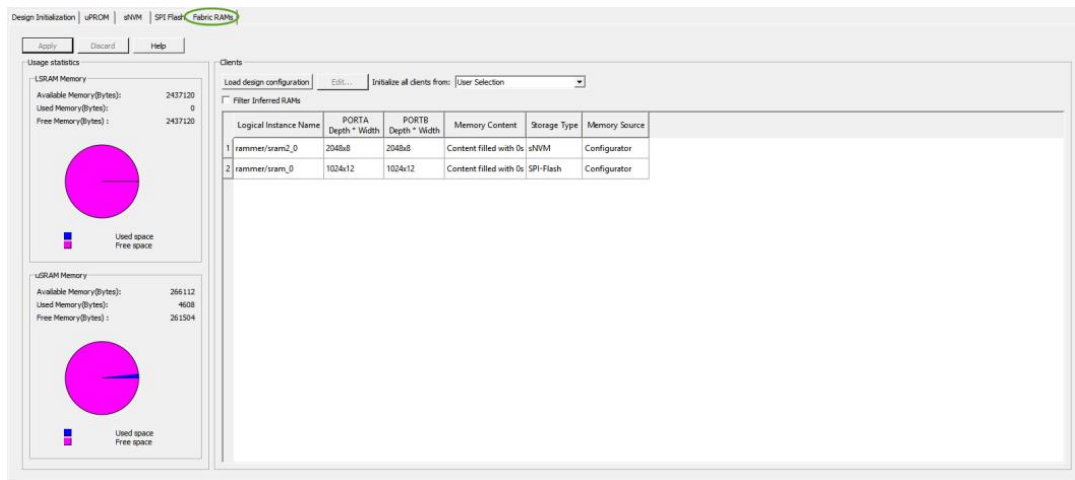 Design Initialization uPROM sNVM SPI Flash Fabric RAMs
Apply Discard Help
Usage statistics
LSRAM Memory
Available Memory(Bytes): 2437120
Used Memory(Bytes): 0
Free Memory(Bytes) : 2437120
Used space
Free space
uSRAM Memory
Available Memory(Bytes): 266112
Used Memory(Bytes): 4608
Free Memory(Bytes) : 261504
Used space
Free space
Clients
Load design configuration Edit... Initialize all clients from: User Selection
Filter Inferred RAMs
Logical Instance Name PORTA Depth * Width PORTB Depth * Width Memory Content Storage Type Memory Source
1 rammer/sram2_0 2048x8 2048x8 Content filled with 0s sNVM Configurator
2 rammer/sram_0 1024x12 1024x12 Content filled with 0s SPI-Flash Configurator